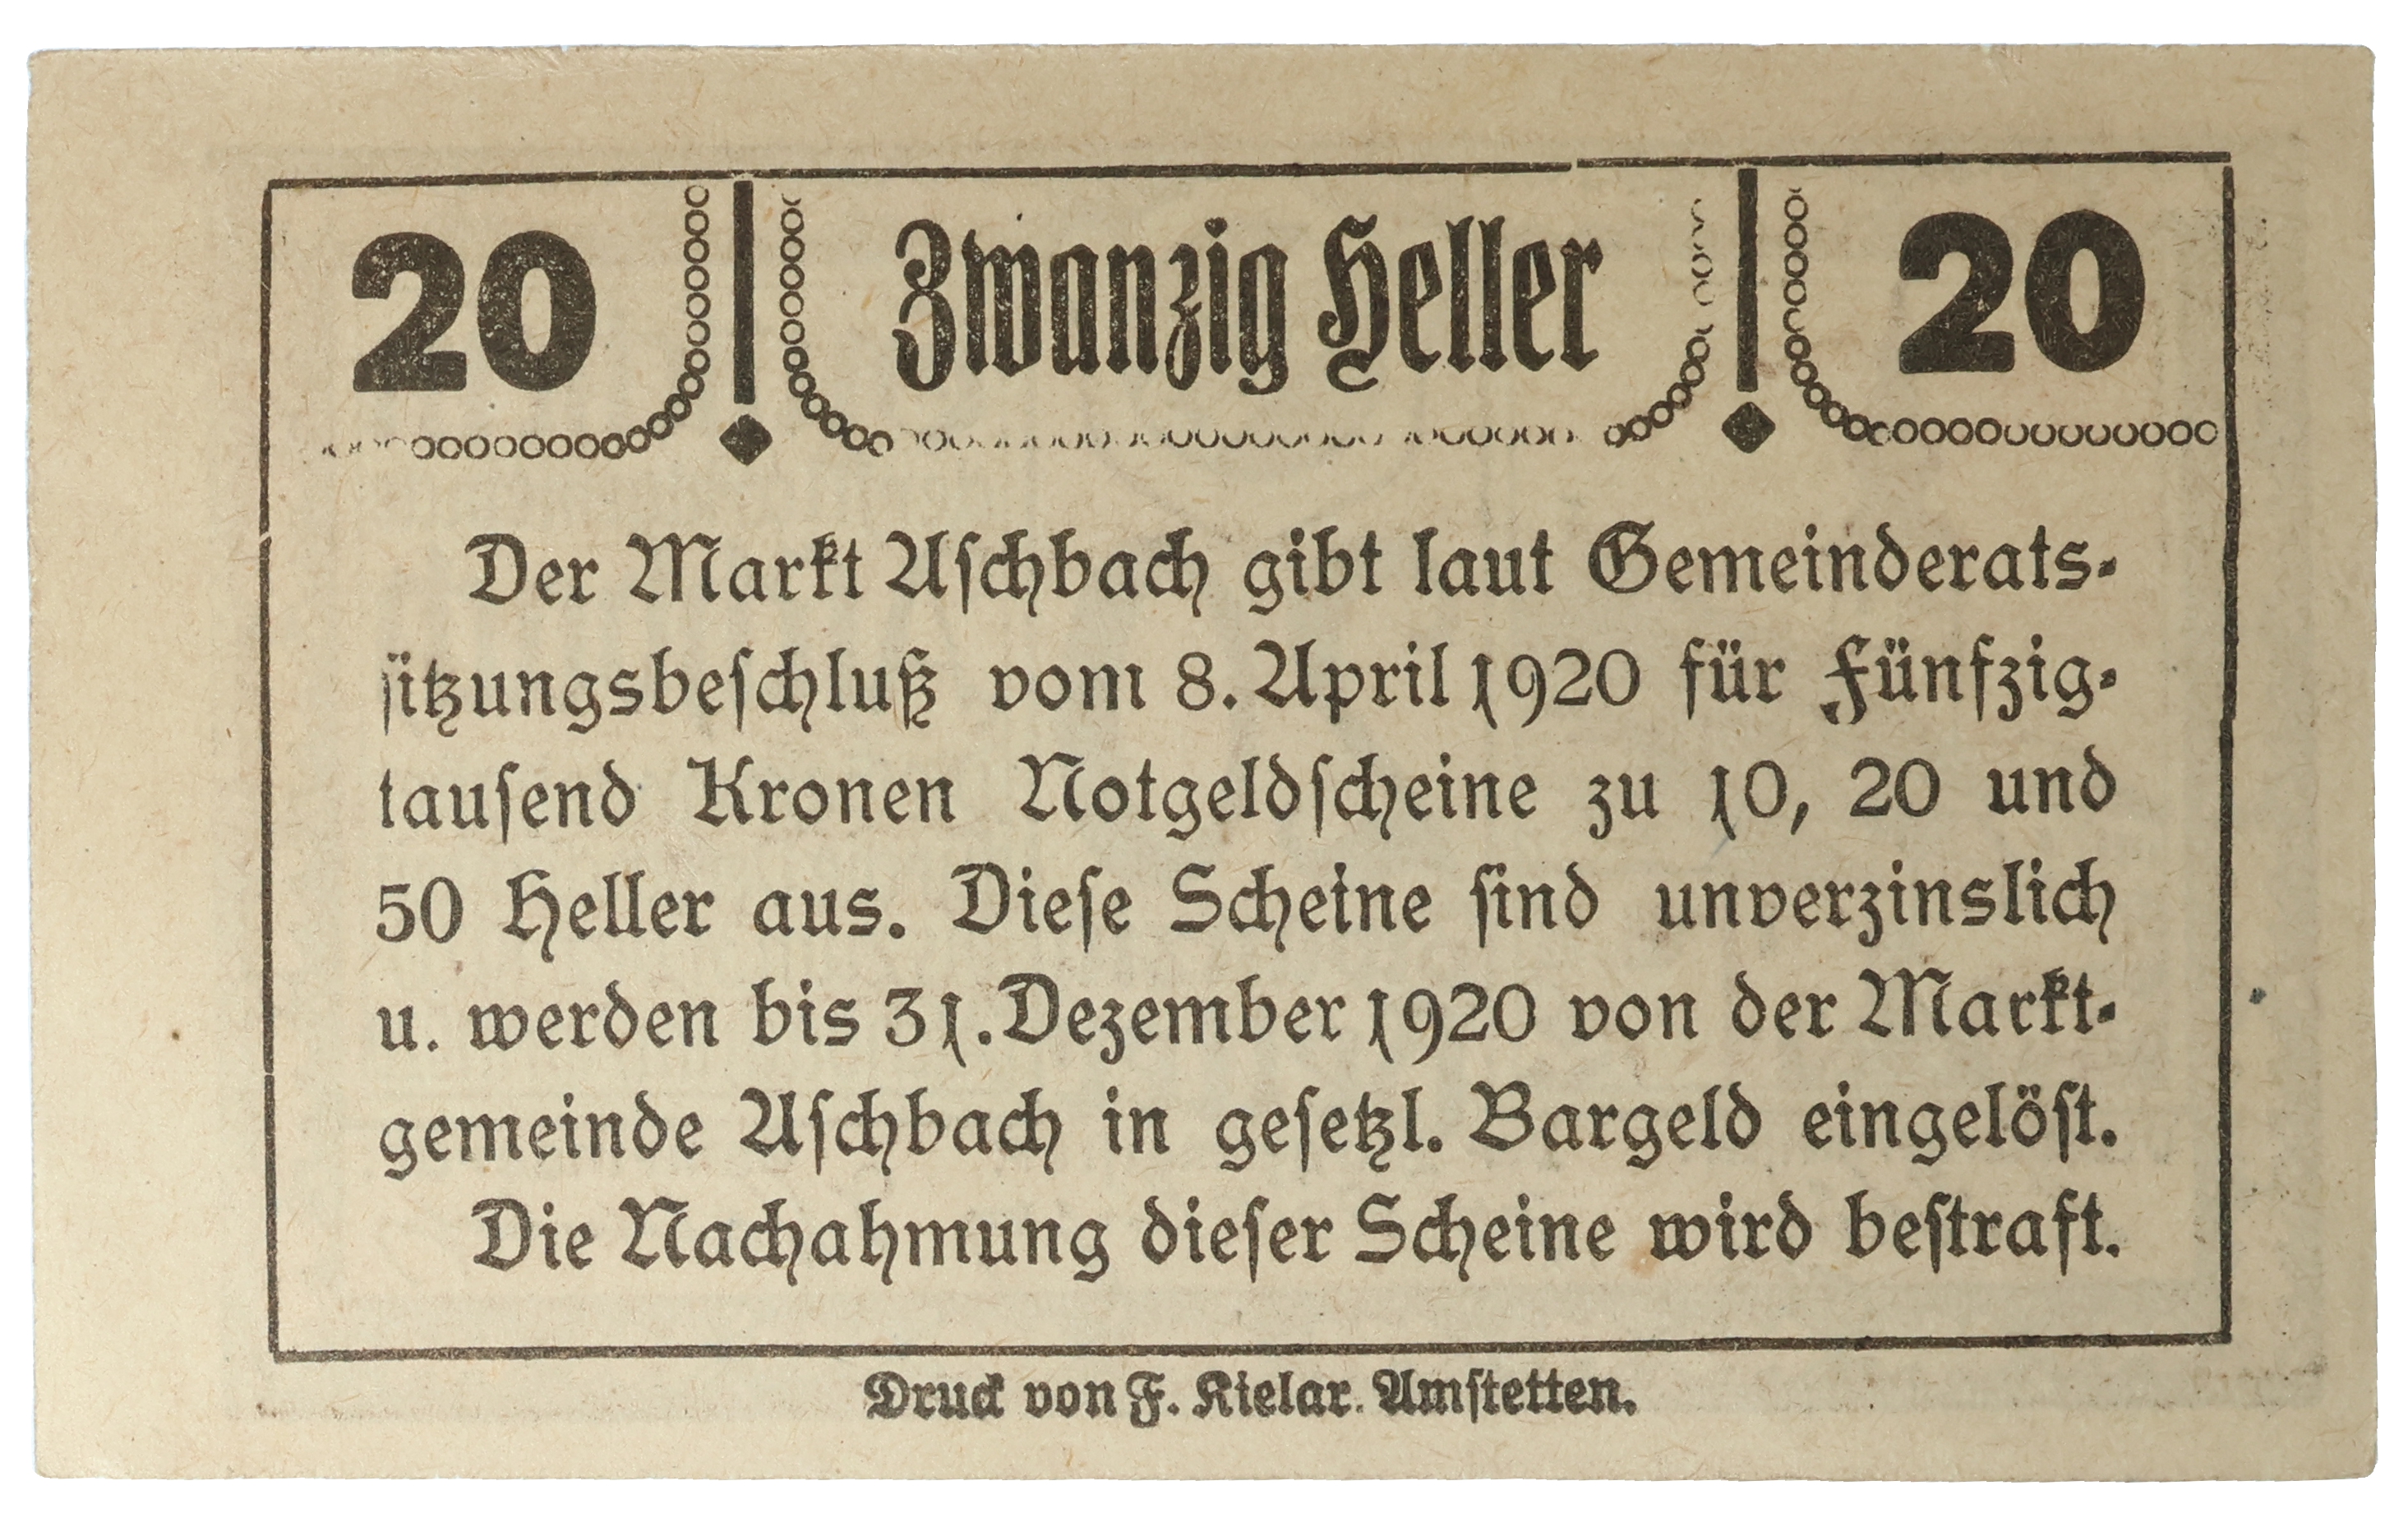 20 Zwanzig Heller 20
Der Markt Aschbach gibt laut Gemeinderats-
sitzungsbeschluß vom 8. April 1920 für Fünfzig-
tausend Kronen Notgeldscheine zu 10, 20 und
50 Heller aus. Diese Scheine sind unverzinslich
u. werden bis 31. Dezember 1920 von der Markt-
gemeinde Aschbach in gesetzl. Bargeld eingelöst.
Die Nachahmung dieser Scheine wird bestraft.
Druck von F. Kielar. Amstetten.